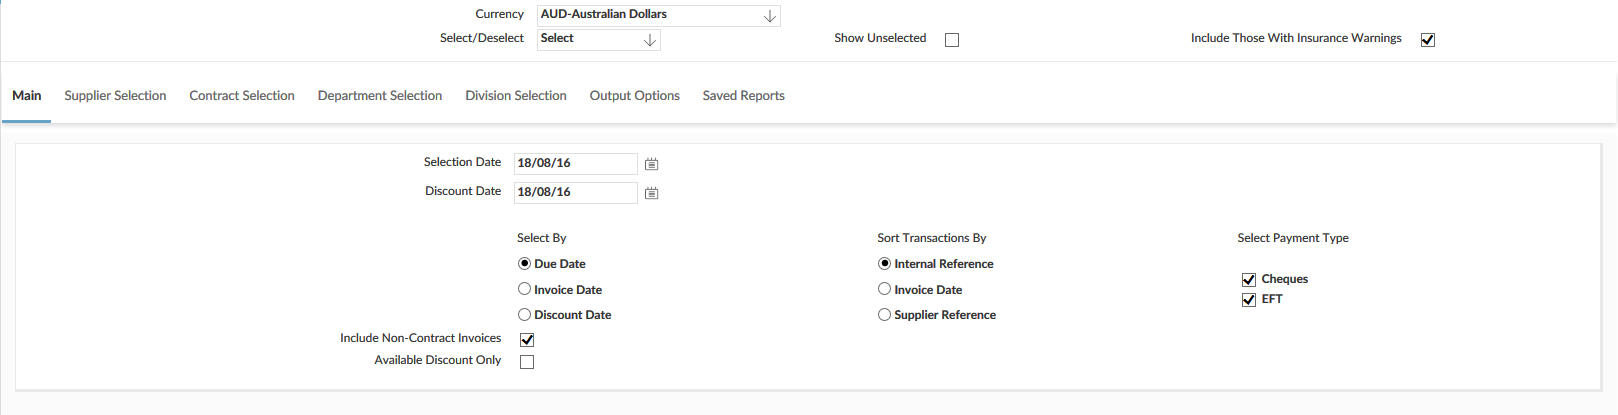 Currency AUD-Australian Dollars
Select/Deselect Select Show Unselected Include Those With Insurance Warnings
Main Supplier Selection Contract Selection Department Selection Division Selection Output Options Saved Reports
Selection Date 18/08/16
Discount Date 18/08/16
Select By Sort Transactions By Select Payment Type
Due Date Internal Reference
Cheques
Invoice Date Invoice Date
EFT
Discount Date Supplier Reference
Include Non-Contract Invoices
Available Discount Only